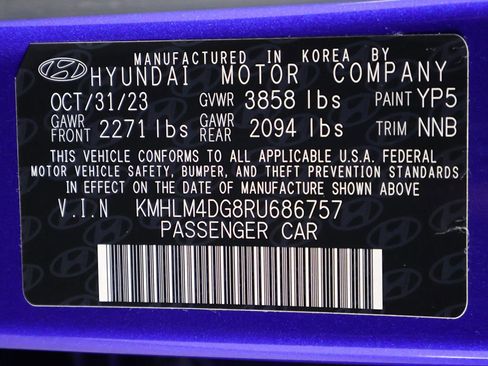 MANUFACTURED IN KOREA BY
HYUNDAI MOTOR COMPANY
OCT/31/23 GVWR 3858 lbs PAINT YP5
GAWR FRONT 2271 lbs GAWR REAR 2094 lbs TRIM NNB
THIS VEHICLE CONFORMS TO ALL APPLICABLE U.S.A. FEDERAL
MOTOR VEHICLE SAFETY, BUMPER, AND THEFT PREVENTION STANDARDS
IN EFFECT ON THE DATE OF MANUFACTURE SHOWN ABOVE
V.I.N KMHLM4DG8RU686757
PASSENGER CAR